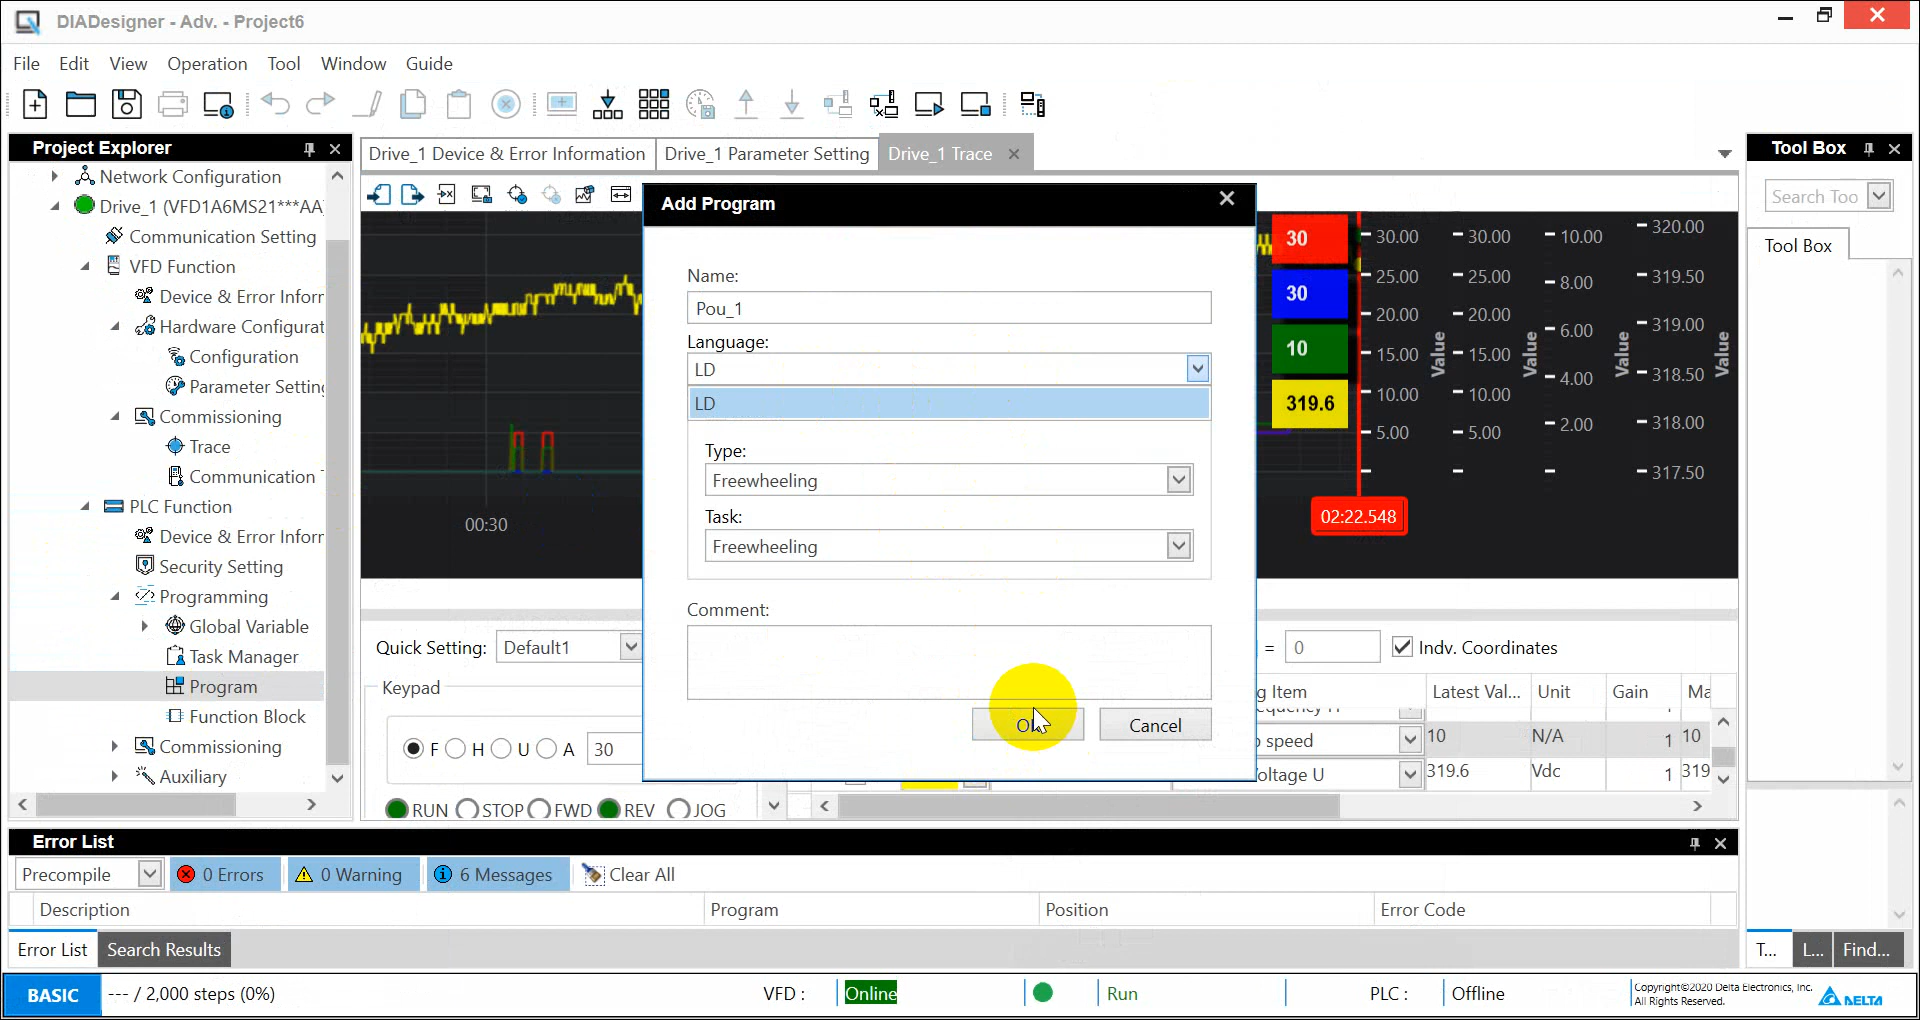 DIADesigner - Adv. - Project6
File Edit View Operation Tool Window Guide
Project Explorer
Network Configuration
Drive_1 (VFD1A6MS21***AA
Communication Setting
VFD Function
Device & Error Inforr
Hardware Configurat
Configuration
Parameter Setting
Commissioning
Trace
Communication
PLC Function
Device & Error Inforr
Security Setting
Programming
Global Variable
Task Manager
Program
Function Block
Commissioning
Auxiliary
Drive_1 Device & Error Information
Drive_1 Parameter Setting
Drive_1 Trace
00:30
Add Program
Name:
Pou_1
Language:
LD
LD
Type:
Freewheeling
Task:
Freewheeling
Comment:
Cancel
30
30
10
319.6
30.00
25.00
20.00
15.00
10.00
5.00
Value
30.00
25.00
20.00
15.00
10.00
5.00
Value
10.00
8.00
6.00
4.00
2.00
Value
320.00
319.50
319.00
318.50
318.00
317.50
Value
02:22.548
Quick Setting: Default1
= 0 Indv. Coordinates
Keypad
F H U A 30
RUN STOP FWD REV JOG
g Item Latest Val... Unit Gain Ma
speed 10 N/A 1 10
oltage U 319.6 Vdc 1 319
Tool Box
Search Too
Tool Box
Error List
Precompile 0 Errors 0 Warning 6 Messages Clear All
Description Program Position Error Code
Error List Search Results
T... L... Find...
BASIC --- / 2,000 steps (0%) VFD : Online Run PLC : Offline
Copyright©2020 Delta Electronics, Inc.
All Rights Reserved.
DELTA